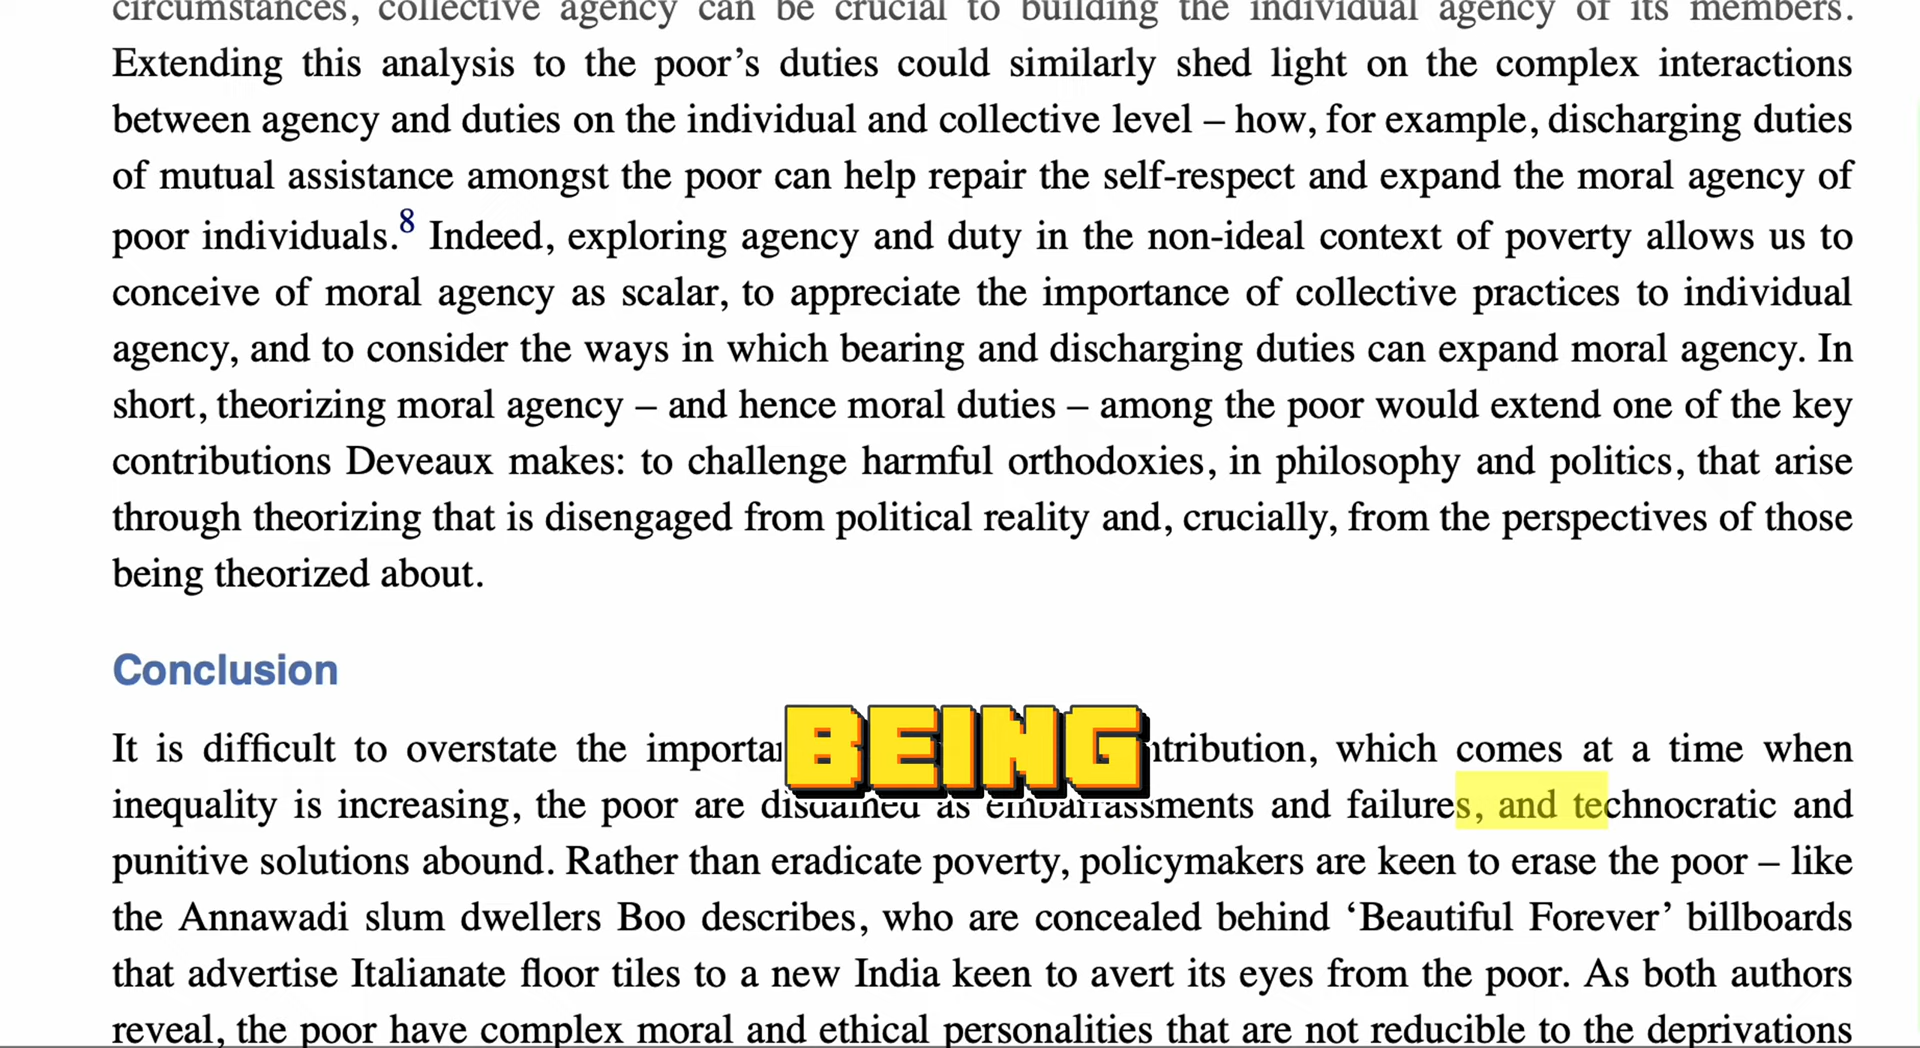 circumstances, collective agency can be crucial to building the individual agency of its members.
Extending this analysis to the poor’s duties could similarly shed light on the complex interactions
between agency and duties on the individual and collective level – how, for example, discharging duties
of mutual assistance amongst the poor can help repair the self-respect and expand the moral agency of
poor individuals.8 Indeed, exploring agency and duty in the non-ideal context of poverty allows us to
conceive of moral agency as scalar, to appreciate the importance of collective practices to individual
agency, and to consider the ways in which bearing and discharging duties can expand moral agency. In
short, theorizing moral agency – and hence moral duties – among the poor would extend one of the key
contributions Deveaux makes: to challenge harmful orthodoxies, in philosophy and politics, that arise
through theorizing that is disengaged from political reality and, crucially, from the perspectives of those
being theorized about.
Conclusion
BEING
It is difficult to overstate the which comes at a time when
inequality is increasing, the poor are disdained as embarrassments and failures, and technocratic and
punitive solutions abound. Rather than eradicate poverty, policymakers are keen to erase the poor – like
the Annawadi slum dwellers Boo describes, who are concealed behind ‘Beautiful Forever’ billboards
that advertise Italianate floor tiles to a new India keen to avert its eyes from the poor. As both authors
reveal, the poor have complex moral and ethical personalities that are not reducible to the deprivations